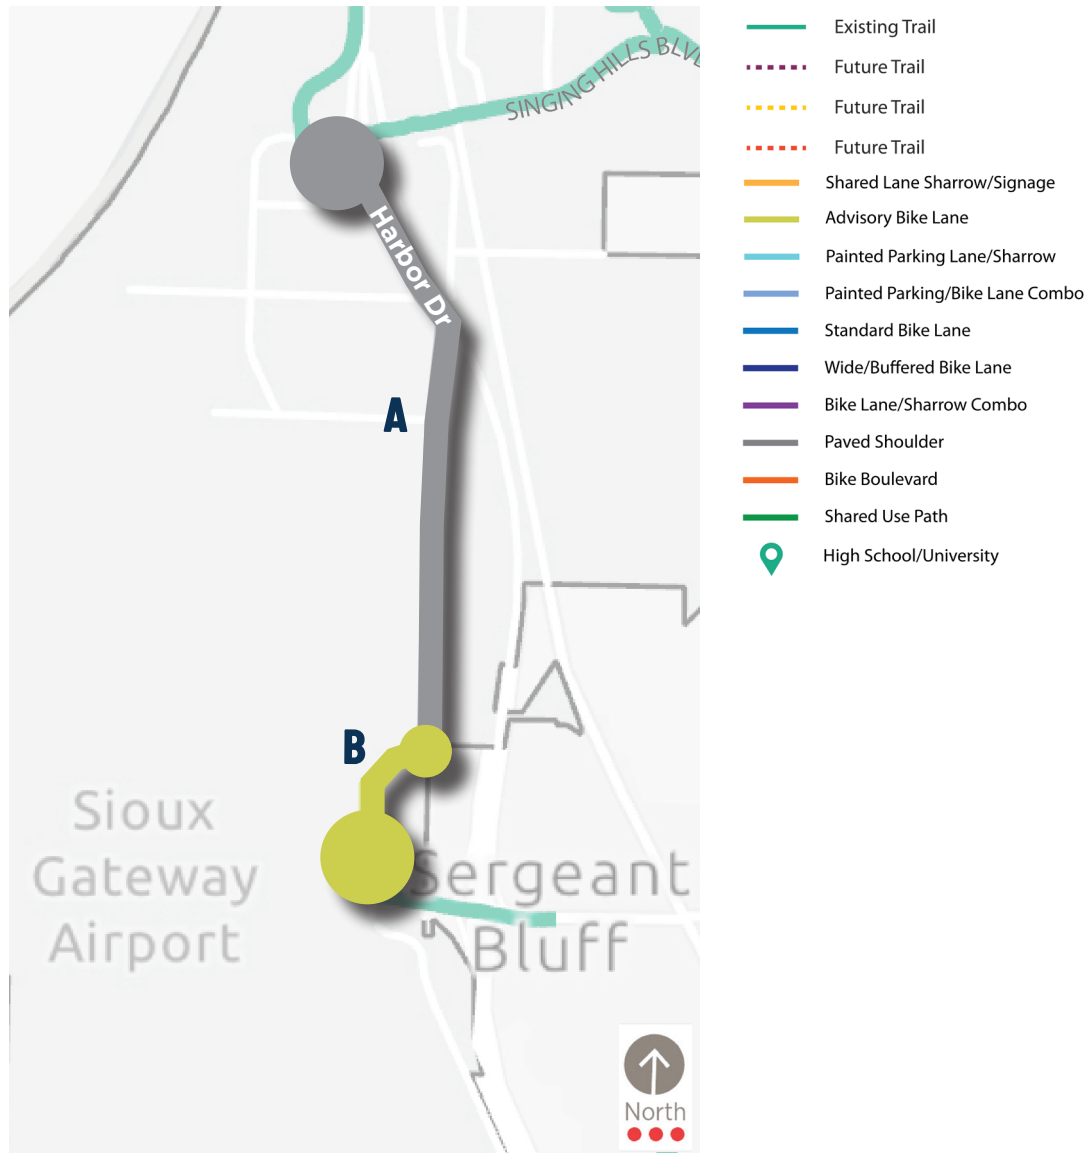 SINGING HILLS BLV
Harbor Dr
A
B
Sioux
Gateway
Airport
Sergeant
Bluff
North
Existing Trail
Future Trail
Future Trail
Future Trail
Shared Lane Sharrow/Signage
Advisory Bike Lane
Painted Parking Lane/Sharrow
Painted Parking/Bike Lane Combo
Standard Bike Lane
Wide/Buffered Bike Lane
Bike Lane/Sharrow Combo
Paved Shoulder
Bike Boulevard
Shared Use Path
High School/University